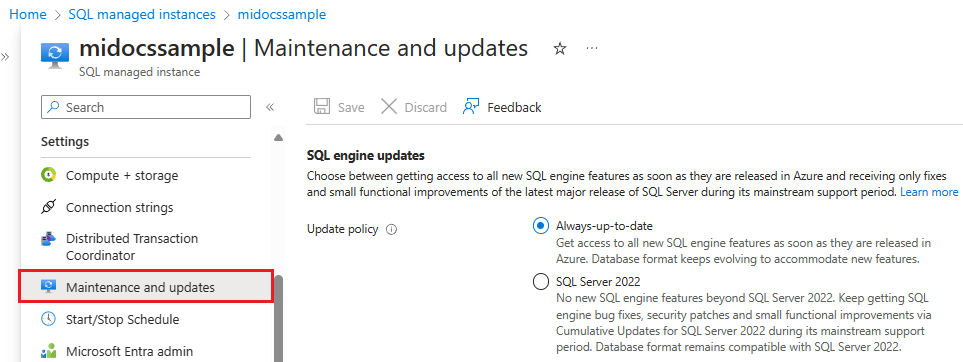 Home > SQL managed instances > midocssample
midocssample | Maintenance and updates
SQL managed instance
Search
Settings
Compute + storage
Connection strings
Distributed Transaction
Coordinator
Maintenance and updates
Start/Stop Schedule
Microsoft Entra admin
Save Discard Feedback
SQL engine updates
Choose between getting access to all new SQL engine features as soon as they are released in Azure and receiving only fixes
and small functional improvements of the latest major release of SQL Server during its mainstream support period. Learn more
Update policy
Always-up-to-date
Get access to all new SQL engine features as soon as they are released in
Azure. Database format keeps evolving to accommodate new features.
SQL Server 2022
No new SQL engine features beyond SQL Server 2022. Keep getting SQL
engine bug fixes, security patches and small functional improvements via
Cumulative Updates for SQL Server 2022 during its mainstream support
period. Database format remains compatible with SQL Server 2022.